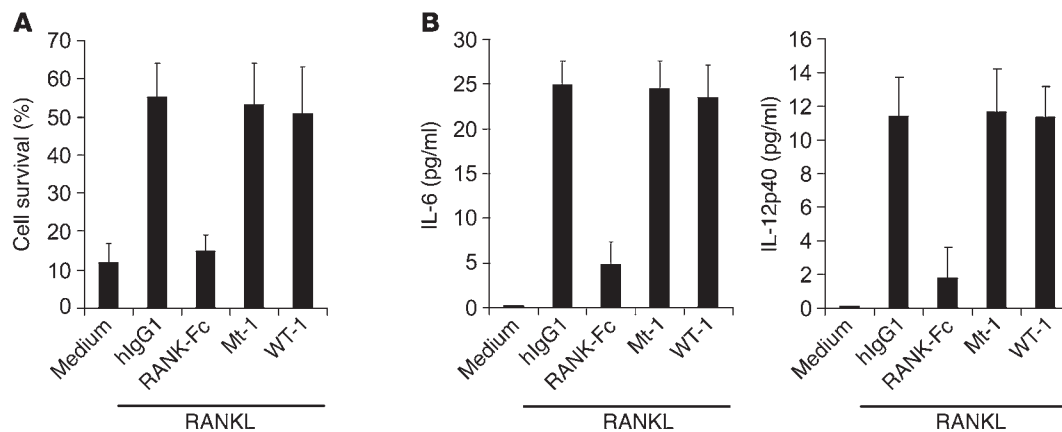 A
Cell survival (%)
70
60
50
40
30
20
10
0
Medium
hIgG1
RANK-Fc
Mt-1
WT-1
RANKL
B
IL-6 (pg/ml)
30
25
20
15
10
5
0
Medium
hIgG1
RANK-Fc
Mt-1
WT-1
RANKL
IL-12p40 (pg/ml)
16
14
12
10
8
6
4
2
0
Medium
hIgG1
RANK-Fc
Mt-1
WT-1
RANKL